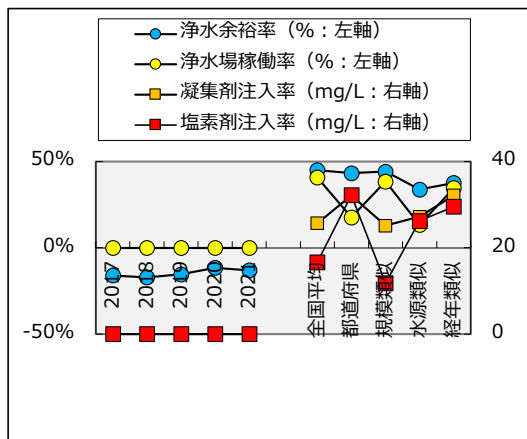 浄水余裕率（%：左軸）
浄水場稼働率（%：左軸）
凝集剤注入率（mg/L：右軸）
塩素剤注入率（mg/L：右軸）
50%
40
0%
20
-50%
0
2017
2018
2019
全国平均
都道府県
規模類似
水源類似
経年類似